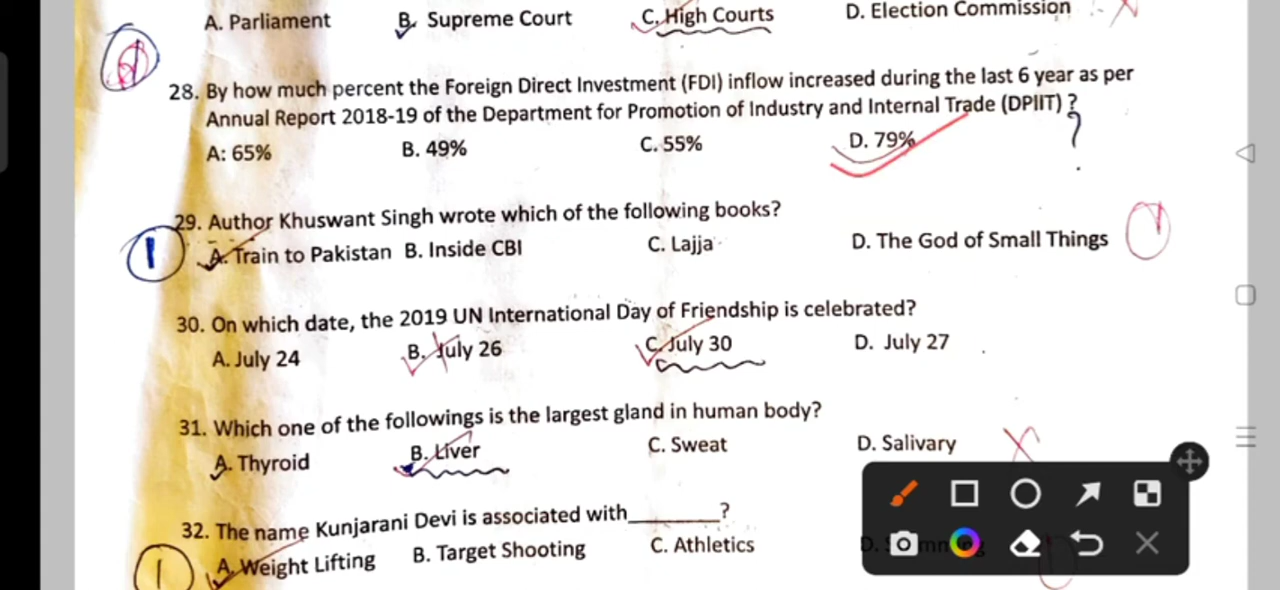 A. Parliament B. Supreme Court C. High Courts D. Election Commission
28. By how much percent the Foreign Direct Investment (FDI) inflow increased during the last 6 year as per
Annual Report 2018-19 of the Department for Promotion of Industry and Internal Trade (DPIIT) ?
?
A: 65% B. 49% C. 55% D. 79%
29. Author Khuswant Singh wrote which of the following books?
1
A. Train to Pakistan B. Inside CBI C. Lajja D. The God of Small Things
30. On which date, the 2019 UN International Day of Friendship is celebrated?
A. July 24 B. July 26 C. July 30 D. July 27
31. Which one of the followings is the largest gland in human body?
A. Thyroid B. Liver C. Sweat D. Salivary
32. The name Kunjarani Devi is associated with________?
1
A. Weight Lifting B. Target Shooting C. Athletics D.